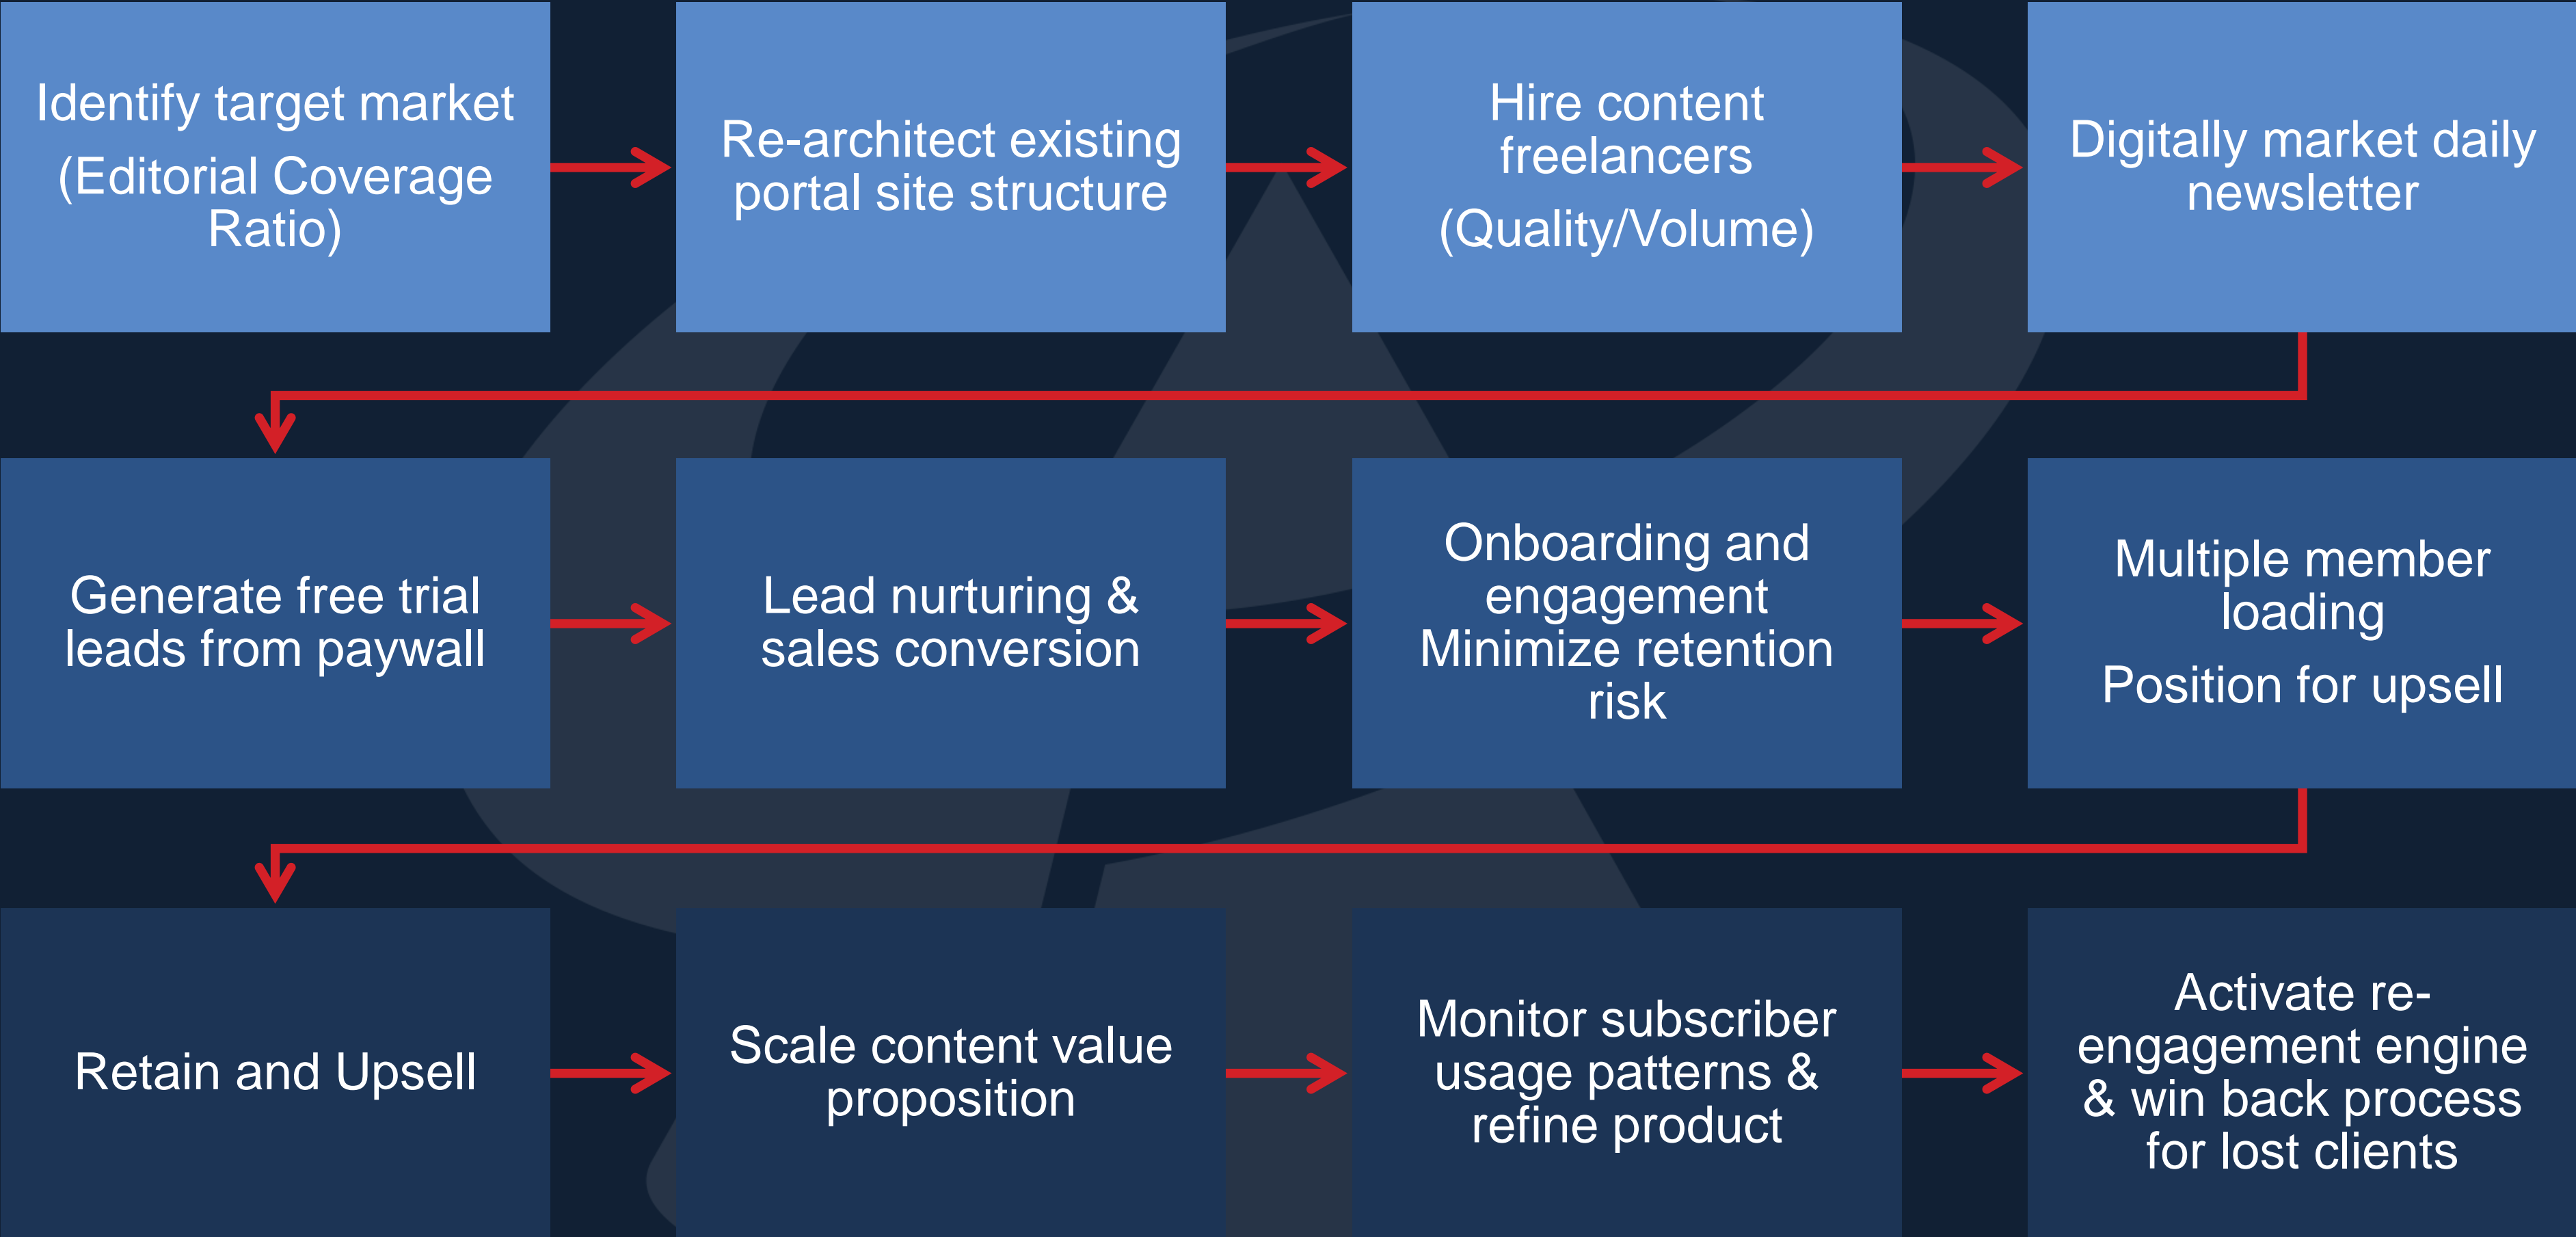 Identify target market
(Editorial Coverage
Ratio)
Re-architect existing
portal site structure
Hire content
freelancers
(Quality/Volume)
Digitally market daily
newsletter
Generate free trial
leads from paywall
Lead nurturing &
sales conversion
Onboarding and
engagement
Minimize retention
risk
Multiple member
loading
Position for upsell
Retain and Upsell
Scale content value
proposition
Monitor subscriber
usage patterns &
refine product
Activate re-
engagement engine
& win back process
for lost clients